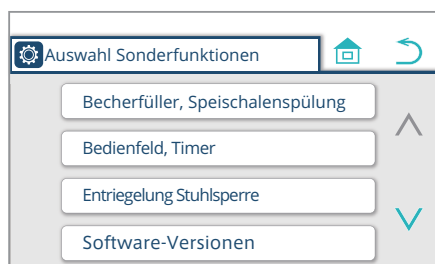 Auswahl Sonderfunktionen
Becherfüller, Speischalenspülung
Bedienfeld, Timer
Entriegelung Stuhlsperre
Software-Versionen